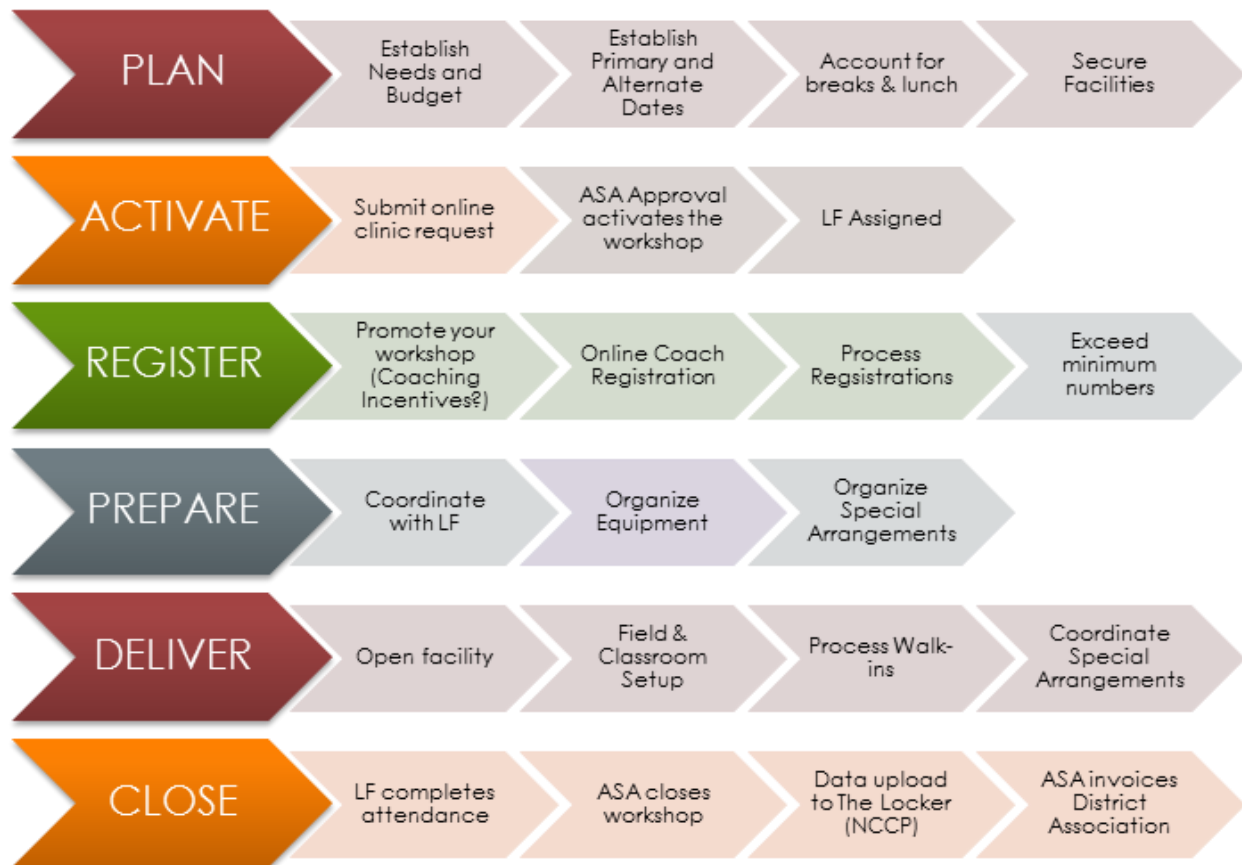 PLAN
Establish
Needs and
Budget
Establish
Primary and
Alternate
Dates
Account for
breaks & lunch
Secure
Facilities
ACTIVATE
Submit online
clinic request
ASA Approval
activates the
workshop
LF Assigned
REGISTER
Promote your
workshop
(Coaching
Incentives?)
Online Coach
Registration
Process
Regsistrations
Exceed
minimum
numbers
PREPARE
Coordinate
with LF
Organize
Equipment
Organize
Special
Arrangements
DELIVER
Open facility
Field &
Classroom
Setup
Process Walk-
ins
Coordinate
Special
Arrangements
CLOSE
LF completes
attendance
ASA closes
workshop
Data upload
to The Locker
(NCCP)
ASA invoices
District
Association